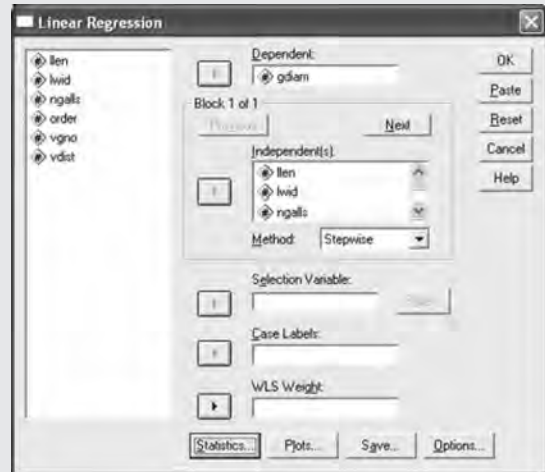 Linear Regression
llen
lwid
ngalls
order
vgno
vdist
Dependent:
gdiam
Block 1 of 1
Previous
Next
Independent(s):
llen
lwid
ngalls
Method:
Stepwise
Selection Variable:
Case Labels:
WLS Weight:
Statistics...
Plots...
Save...
Options...
OK
Paste
Reset
Cancel
Help